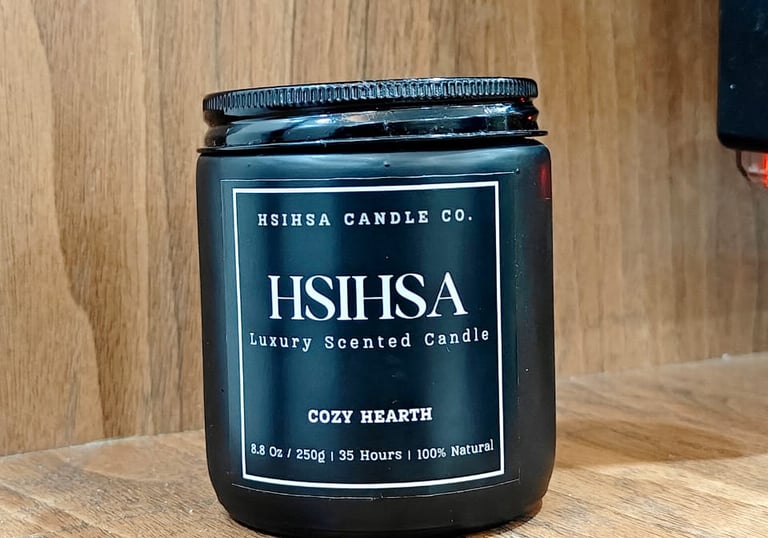 HSIHSA CANDLE CO.
HSIHSA
Luxury Scented Candle
COZY HEARTH
8.8 Oz / 250g | 35 Hours | 100% Natural